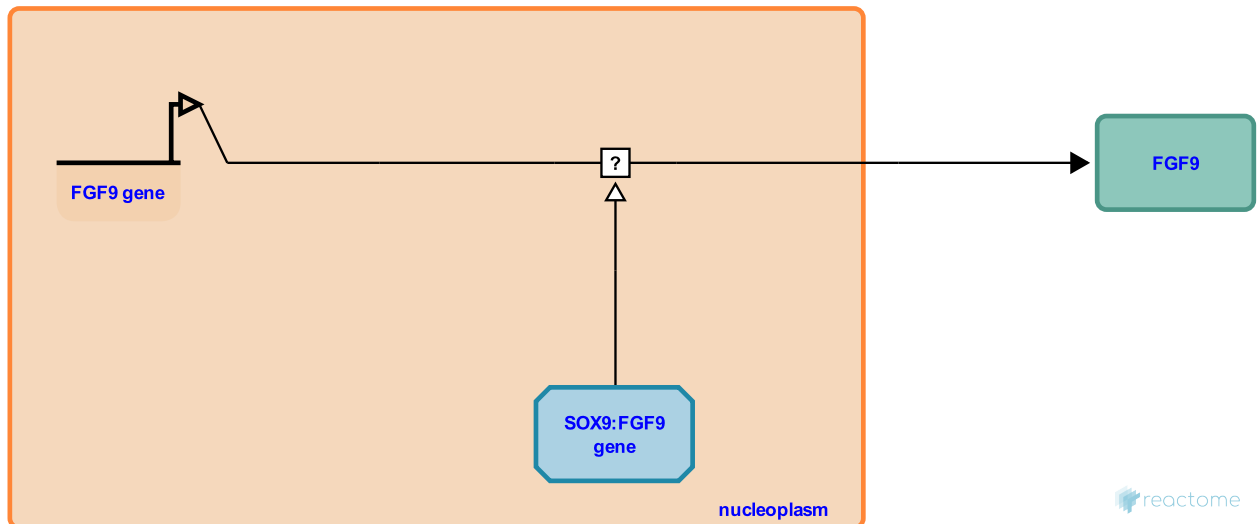 ?
FGF9
FGF9 gene
SOX9:FGF9
gene
nucleoplasm
reactome